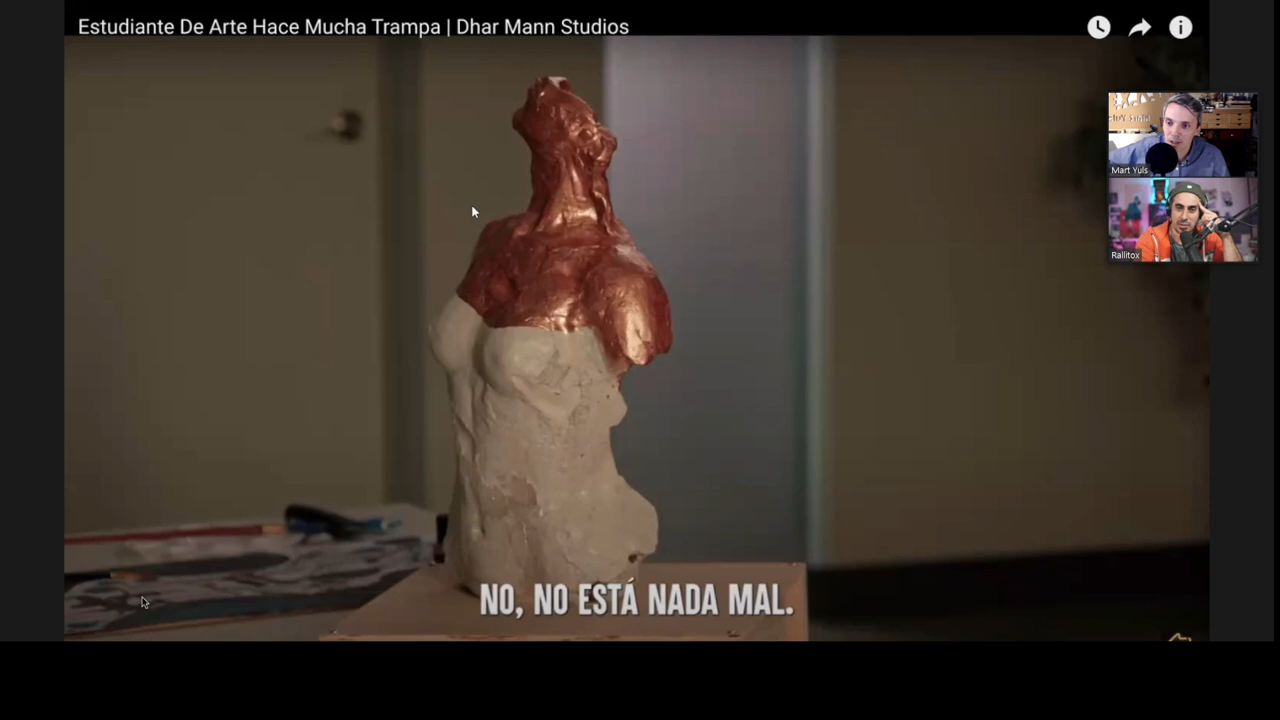 Estudiante De Arte Hace Mucha Trampa | Dhar Mann Studios
Mart Yuls
Rallitox
NO, NO ESTÁ NADA MAL.